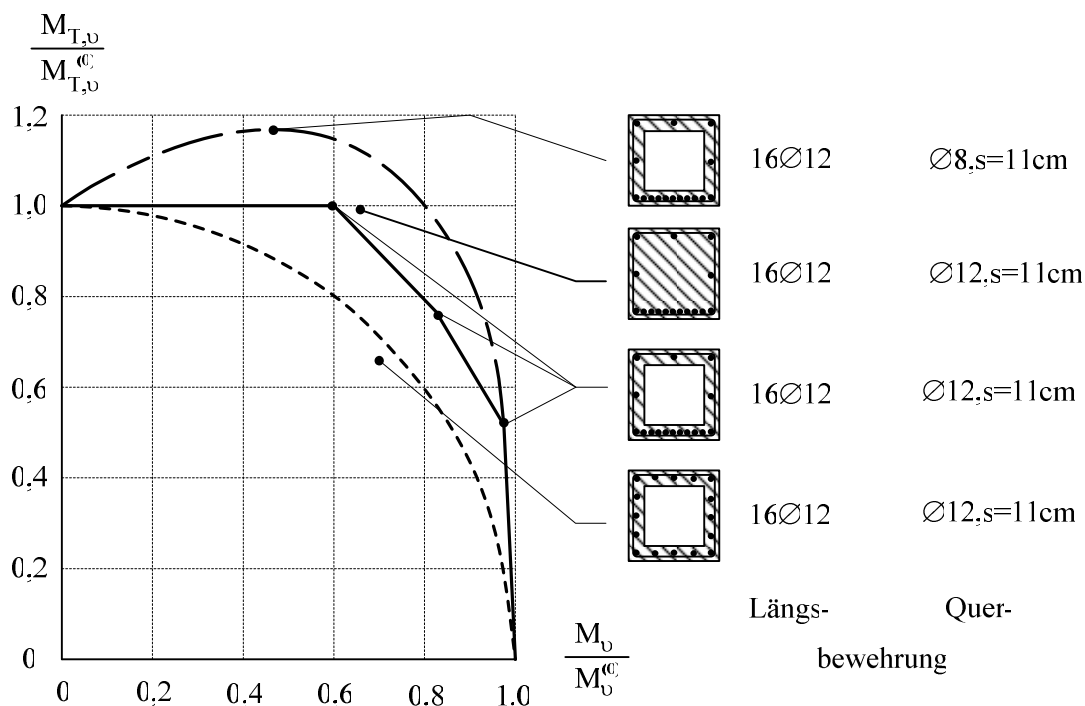 M_T,υ
M_T,υ^(0)
1,2
1,0
0,8
0,6
0,4
0,2
0
0
0.2
0.4
0.6
0.8
1.0
M_υ
M_υ^(0)
16∅12 ∅8,s=11cm
16∅12 ∅12,s=11cm
16∅12 ∅12,s=11cm
16∅12 ∅12,s=11cm
Längs- Quer-
bewehrung